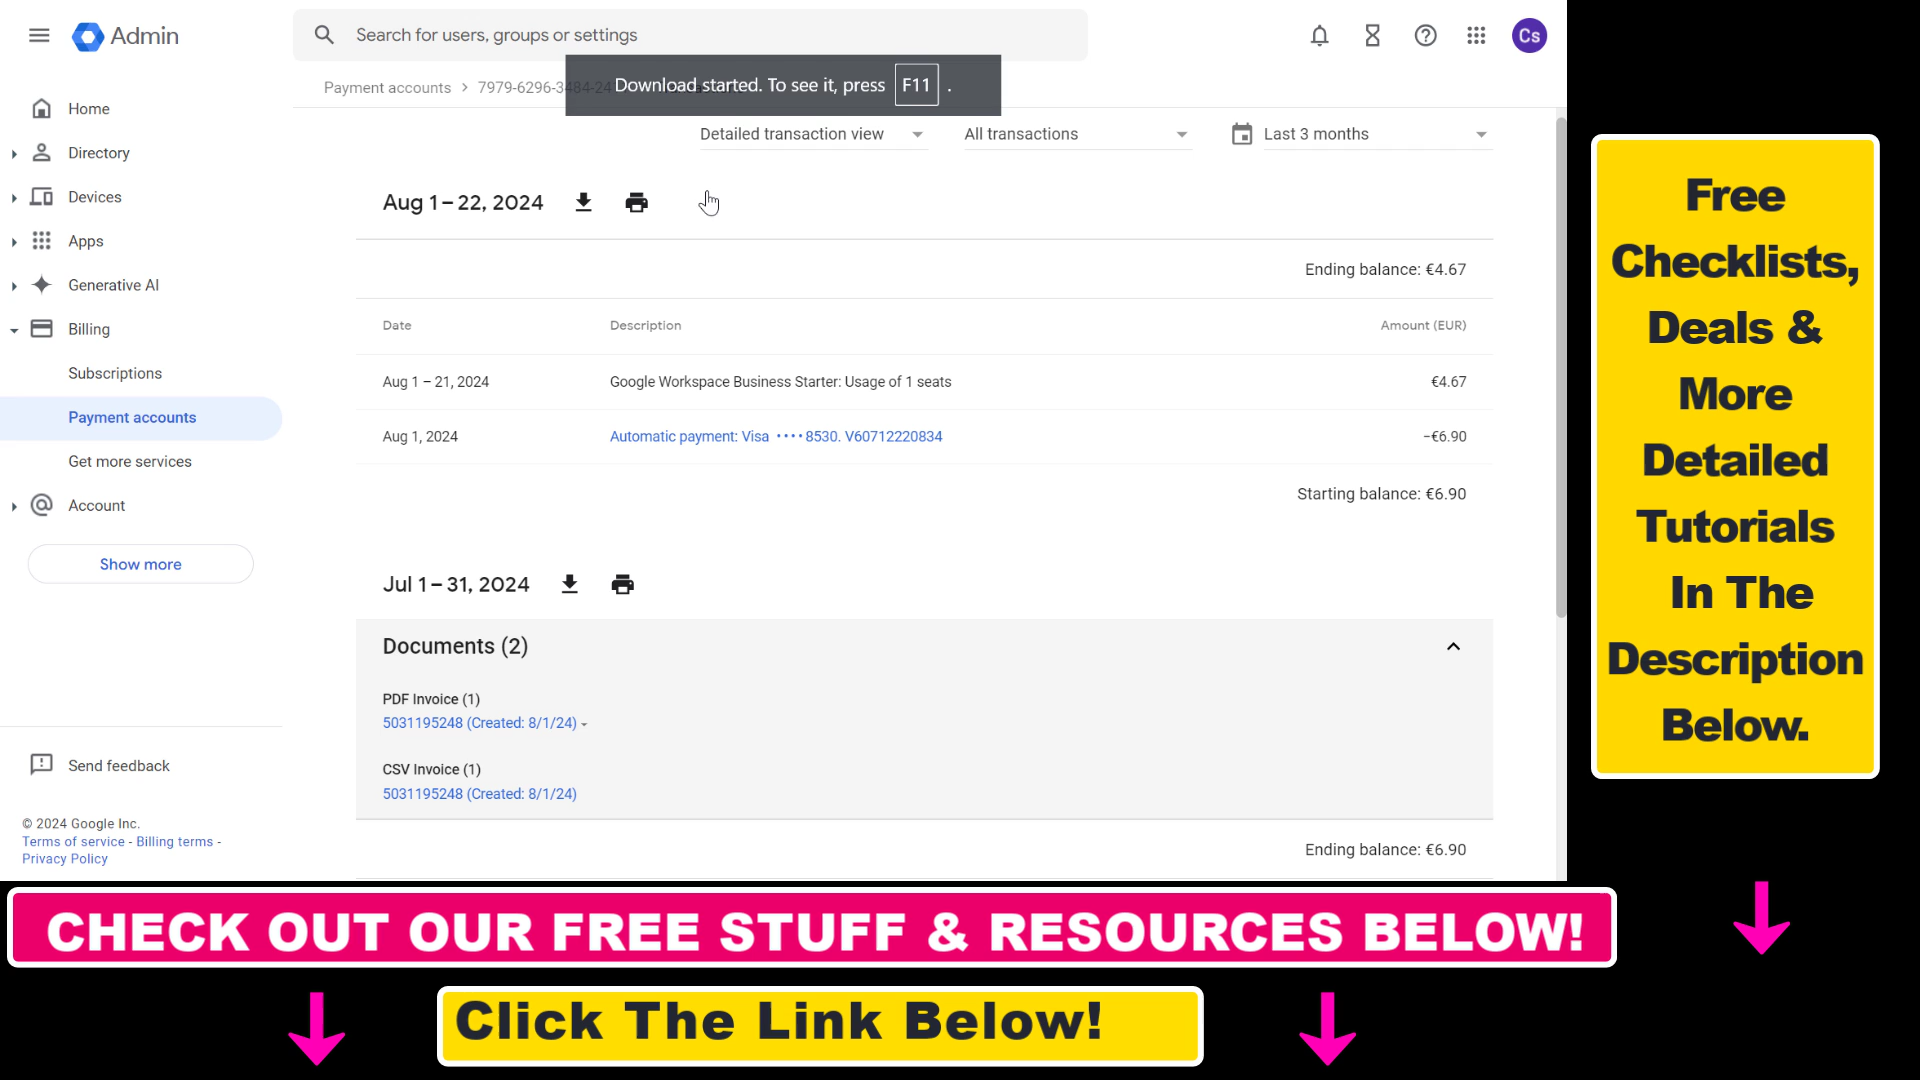 Admin
Search for users, groups or settings
Cs
Payment accounts > 7979-6296-3484-24
Download started. To see it, press F11 .
Home
Directory
Devices
Apps
Generative AI
Billing
Subscriptions
Payment accounts
Get more services
Account
Show more
Send feedback
© 2024 Google Inc.
Terms of service - Billing terms -
Privacy Policy
Detailed transaction view
All transactions
Last 3 months
Aug 1 – 22, 2024
Ending balance: €4.67
Date Description Amount (EUR)
Aug 1 – 21, 2024 Google Workspace Business Starter: Usage of 1 seats €4.67
Aug 1, 2024 Automatic payment: Visa •••• 8530. V60712220834 −€6.90
Starting balance: €6.90
Jul 1 – 31, 2024
Documents (2)
PDF Invoice (1)
5031195248 (Created: 8/1/24)
CSV Invoice (1)
5031195248 (Created: 8/1/24)
Ending balance: €6.90
Free
Checklists,
Deals &
More
Detailed
Tutorials
In The
Description
Below.
CHECK OUT OUR FREE STUFF & RESOURCES BELOW!
Click The Link Below!